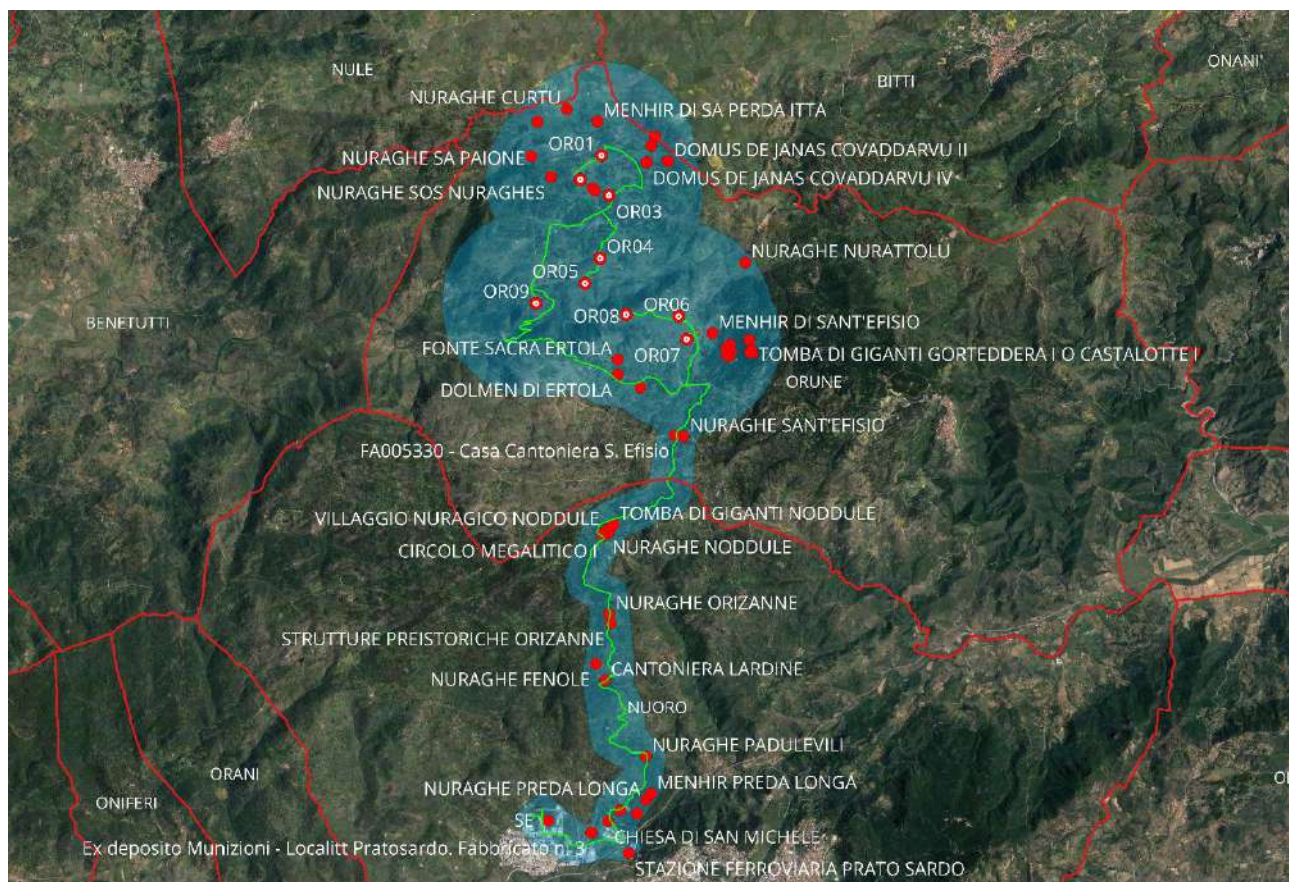 NULE
BITTI
ONANI'
NURAGHE CURTU
MENHIR DI SA PERDA ITTA
OR01
DOMUS DE JANAS COVADDARVU II
NURAGHE SA PAIONE
DOMUS DE JANAS COVADDARVU IV
NURAGHE SOS NURAGHES
OR03
OR04
NURAGHE NURATTOLU
OR05
OR09
OR06
OR08
BENETUTTI
MENHIR DI SANT'EFISIO
FONTE SACRA ERTOLA
OR07
TOMBA DI GIGANTI GORTEDDERA I O CASTALOTTE I
DOLMEN DI ERTOLA
ORUNE
NURAGHE SANT'EFISIO
FA005330 - Casa Cantoniera S. Efisio
VILLAGGIO NURAGICO NODDULE
TOMBA DI GIGANTI NODDULE
CIRCOLO MEGALITICO I
NURAGHE NODDULE
NURAGHE ORIZANNE
STRUTTURE PREISTORICHE ORIZANNE
CANTONIERA LARDINE
NURAGHE FENOLE
NUORO
NURAGHE PADULEVILI
ORANI
NURAGHE PREDA LONGA
MENHIR PREDA LONGA
ONIFERI
SE
CHIESA DI SAN MICHELE
Ex deposito Munizioni - Localitt Pratosardo. Fabbricato n. 3
STAZIONE FERROVIARIA PRATO SARDO